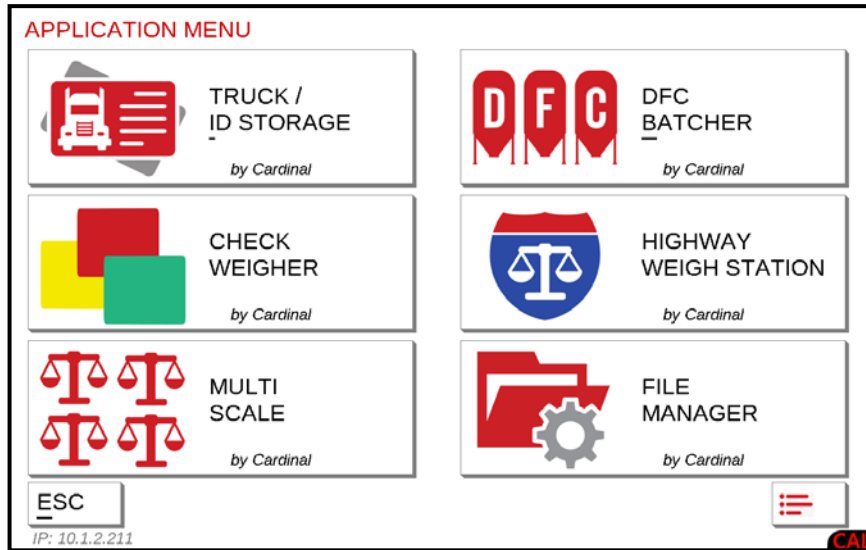 APPLICATION MENU
TRUCK /
ID STORAGE
by Cardinal
DFC
DFC
BATCHER
by Cardinal
CHECK
WEIGHER
by Cardinal
HIGHWAY
WEIGH STATION
by Cardinal
MULTI
SCALE
by Cardinal
FILE
MANAGER
by Cardinal
ESC
IP: 10.1.2.211